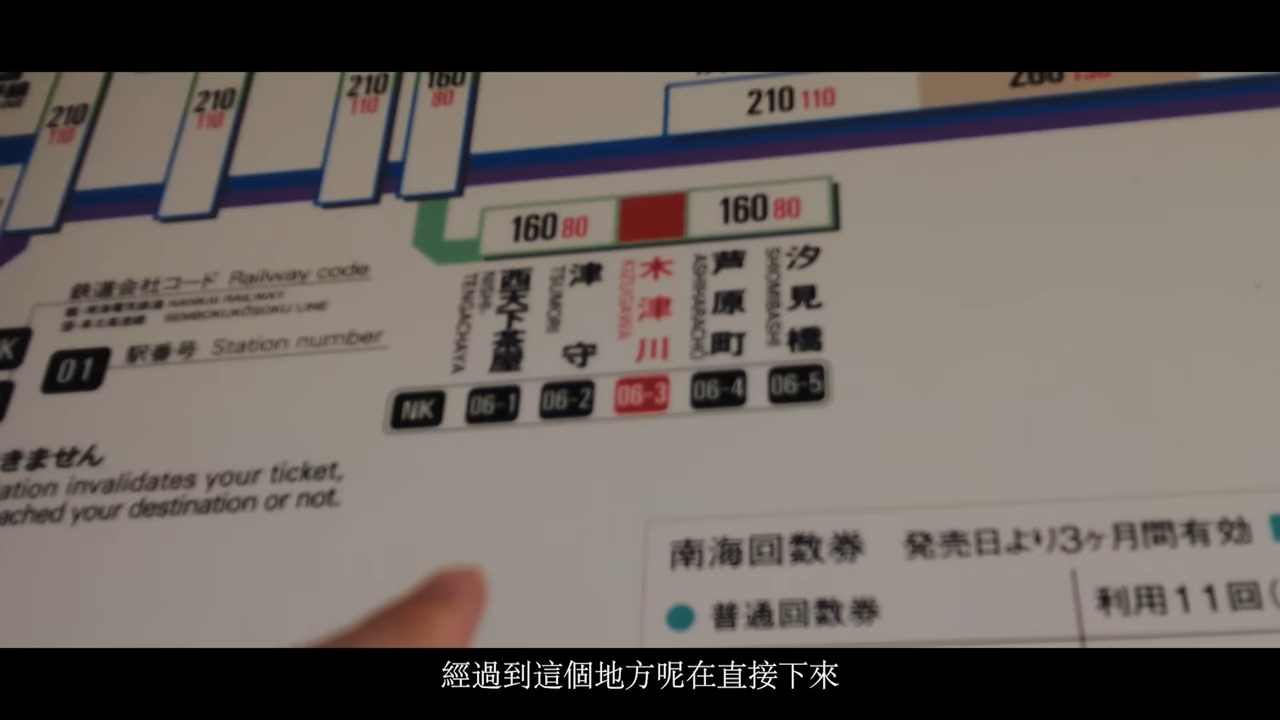 210
110
210
110
210
110
160
80
210 110
160 80
160 80
西天下茶屋
NISHI-TENGACHAYA
津守
TSUMORI
木津川
KIZUGAWA
芦原町
ASHIHARACHŌ
汐見橋
SHIOMIBASHI
NK 06-1 06-2 06-3 06-4 06-5
鉄道会社コード Railway code
NANKAI RAILWAY
SEMBOKUKŌSOKU LINE
01 駅番号 Station number
きません
ation invalidates your ticket,
ached your destination or not.
南海回数券 発売日より3ヶ月間有効
普通回数券 利用11回(
經過到這個地方呢在直接下來